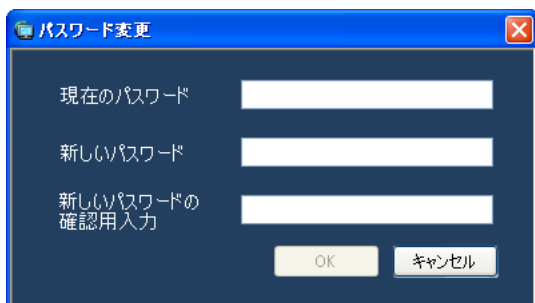 パスワード変更
現在のパスワード
新しいパスワード
新しいパスワードの
確認用入力
OK
キャンセル